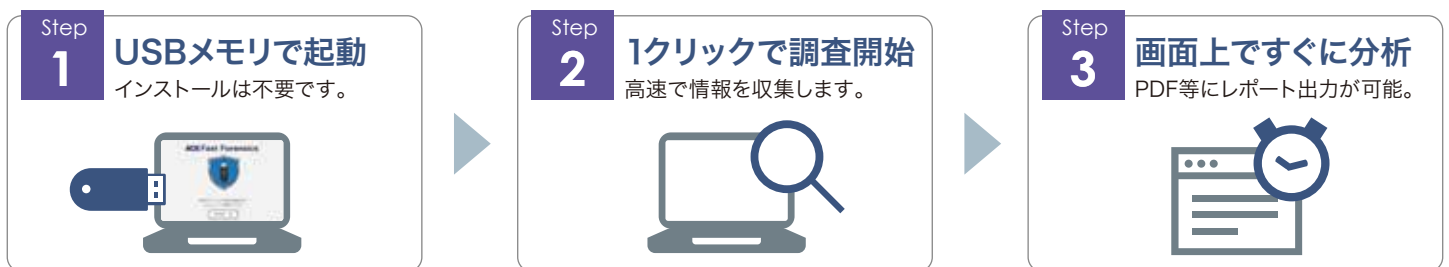 Step
1
USBメモリで起動
インストールは不要です。
AOS Fast Forensics
Step
2
1クリックで調査開始
高速で情報を収集します。
Step
3
画面上ですぐに分析
PDF等にレポート出力が可能。